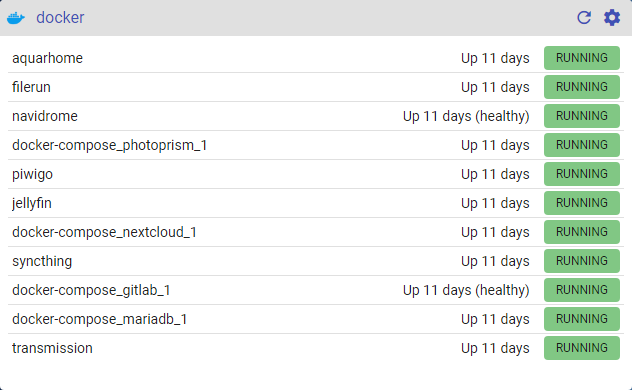 docker
aquarhome Up 11 days RUNNING
filerun Up 11 days RUNNING
navidrome Up 11 days (healthy) RUNNING
docker-compose_photoprism_1 Up 11 days RUNNING
piwigo Up 11 days RUNNING
jellyfin Up 11 days RUNNING
docker-compose_nextcloud_1 Up 11 days RUNNING
syncthing Up 11 days RUNNING
docker-compose_gitlab_1 Up 11 days (healthy) RUNNING
docker-compose_mariadb_1 Up 11 days RUNNING
transmission Up 11 days RUNNING